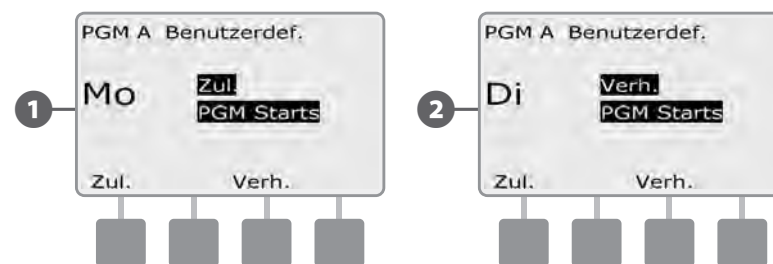 PGM A Benutzerdef.
1
Mo
Zul.
PGM Starts
Zul. Verh.
PGM A Benutzerdef.
2
Di
Verh.
PGM Starts
Zul. Verh.